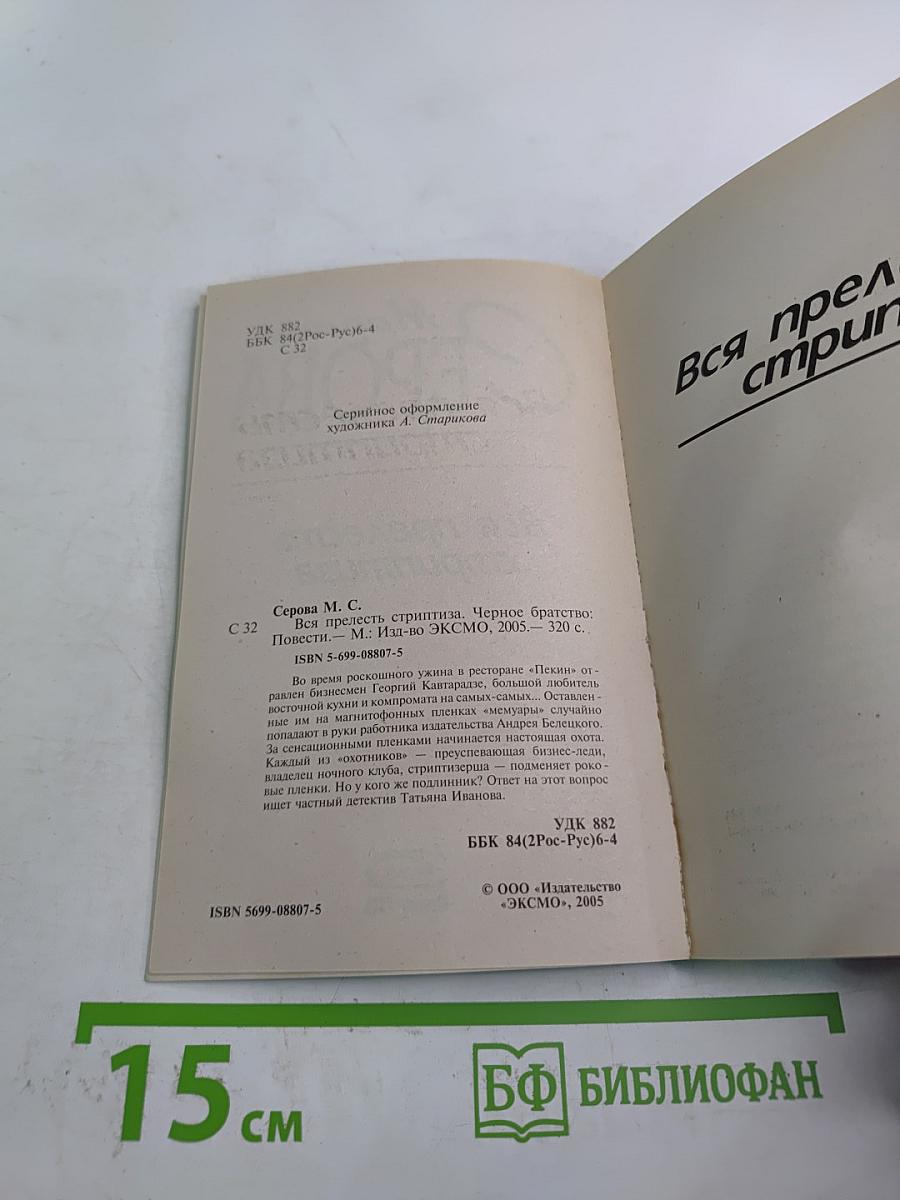 УДК 882
ББК 84(2Рос-Рус)6-4
С 32
Серийное оформление
художника А. Старикова
Серова М. С.
С 32 Вся прелесть стриптиза. Черное братство:
Повести.— М.: Изд-во ЭКСМО, 2005.— 320 с.
ISBN 5-699-08807-5
Во время роскошного ужина в ресторане «Пекин» от-
равлен бизнесмен Георгий Кавтарадзе, большой любитель
восточной кухни и компромата на самых-самых... Оставлен-
ные им на магнитофонных пленках «мемуары» случайно
попадают в руки работника издательства Андрея Белецкого.
За сенсационными пленками начинается настоящая охота.
Каждый из «охотников» — преуспевающая бизнес-леди,
владелец ночного клуба, стриптизерша — подменяет роко-
вые пленки. Но у кого же подлинник? Ответ на этот вопрос
ищет частный детектив Татьяна Иванова.
УДК 882
ББК 84(2Рос-Рус)6-4
© ООО «Издательство
«ЭКСМО», 2005
ISBN 5699-08807-5
Вся прел
стрип
15 см
БФ БИБЛИОФАН